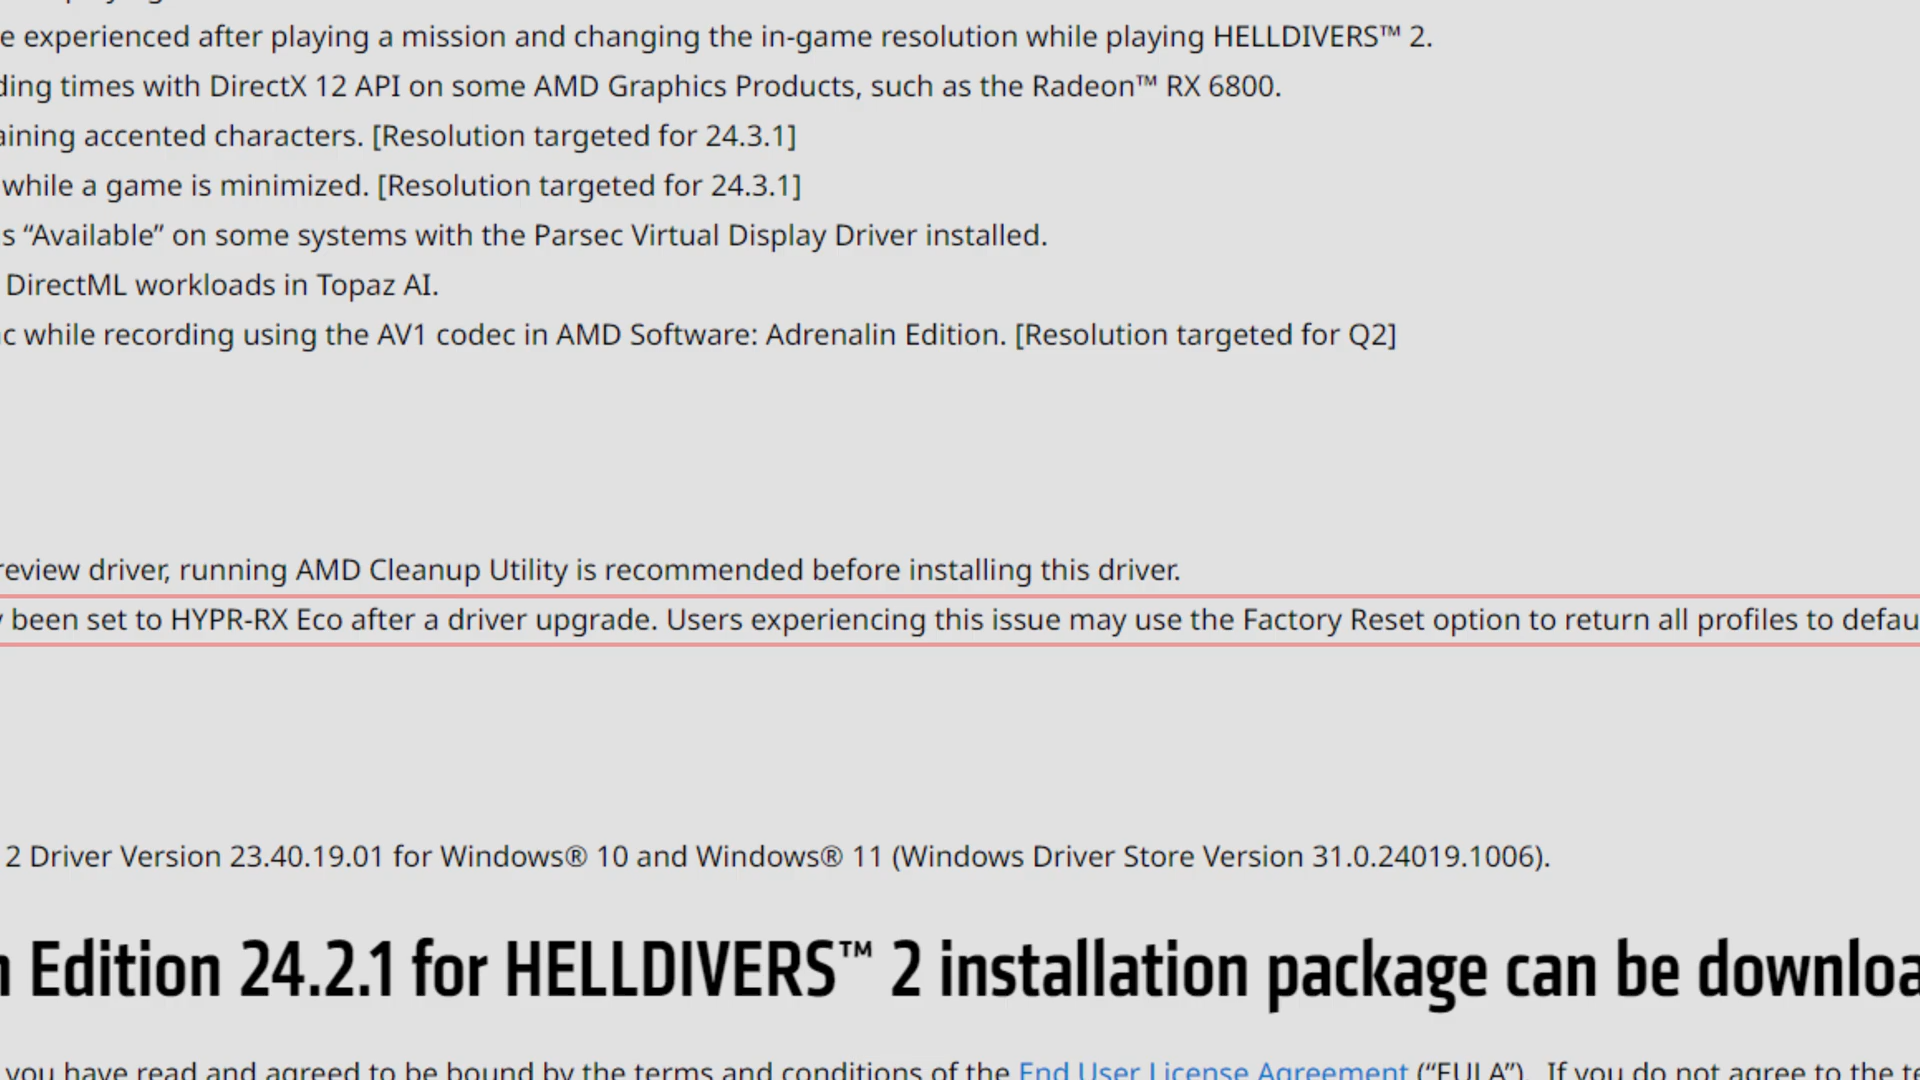 e experienced after playing a mission and changing the in-game resolution while playing HELLDIVERS™ 2.
ding times with DirectX 12 API on some AMD Graphics Products, such as the Radeon™ RX 6800.
aining accented characters. [Resolution targeted for 24.3.1]
while a game is minimized. [Resolution targeted for 24.3.1]
s “Available” on some systems with the Parsec Virtual Display Driver installed.
DirectML workloads in Topaz AI.
c while recording using the AV1 codec in AMD Software: Adrenalin Edition. [Resolution targeted for Q2]
review driver, running AMD Cleanup Utility is recommended before installing this driver.
been set to HYPR-RX Eco after a driver upgrade. Users experiencing this issue may use the Factory Reset option to return all profiles to defau
2 Driver Version 23.40.19.01 for Windows® 10 and Windows® 11 (Windows Driver Store Version 31.0.24019.1006).
n Edition 24.2.1 for HELLDIVERS™ 2 installation package can be downloa
you have read and agreed to be bound by the terms and conditions of the End User License Agreement (“EULA”). If you do not agree to the te